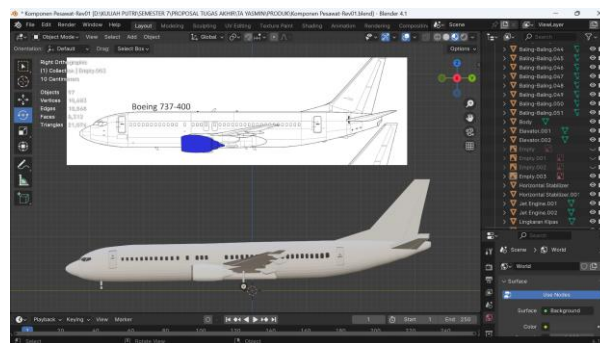 * Komponen Pesawat-Rev01 [D:\KULIAH PUTRI\SEMESTER 7\PROPOSAL TUGAS AKHIR\TA YASMIN\PRODUK\Komponen Pesawat-Rev01.blend] - Blender 4.1
File Edit Render Window Help Layout Modeling Sculpting UV Editing Texture Paint Shading Animation Rendering Scene ViewLayer
Object Mode View Select Add Object Global Options
Orientation: Default Drag: Select Box
Right Orthographic
(1) Collection | Empty.003
10 Centimeters
Objects
Vertices
Edges
Faces
Triangles
Boeing 737-400
Baling-Baling.044
Baling-Baling.045
Baling-Baling.046
Baling-Baling.047
Baling-Baling.048
Baling-Baling.049
Baling-Baling.050
Baling-Baling.051
Body
Elevator.001
Elevator.002
Empty
Empty.001
Empty.002
Empty.003
Horizontal Stabilizer
Horizontal Stabilizer.001
Jet Engine.001
Jet Engine.002
Lingkaran Kipas
Scene World
World
Surface
Use Nodes
Surface Background
Color
Playback Keying View Marker 1 Start 1 End 250
Select Rotate View Object